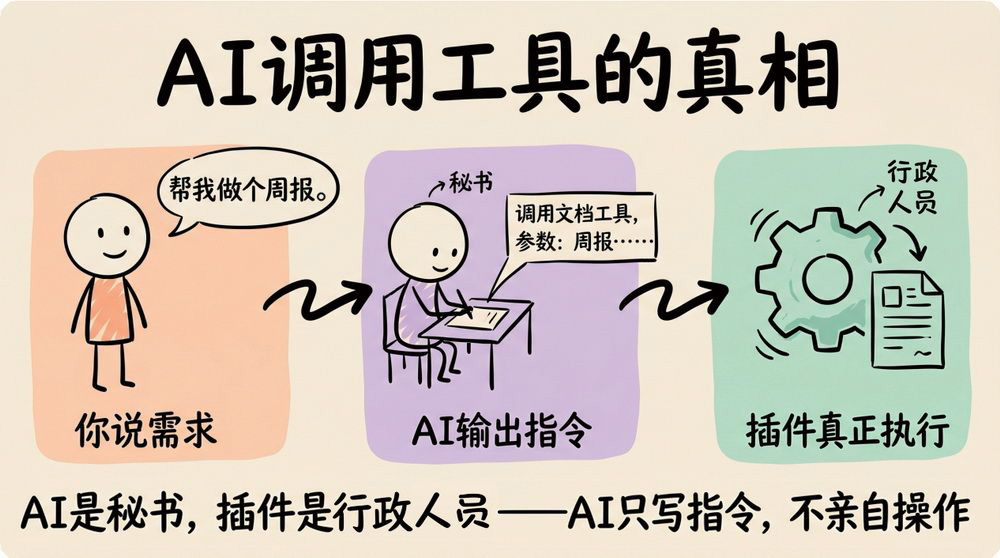 AI调用工具的真相
帮我做个周报。
秘书
调用文档工具，
参数：周报……
行政
人员
你说需求
AI输出指令
插件真正执行
AI是秘书，插件是行政人员——AI只写指令，不亲自操作